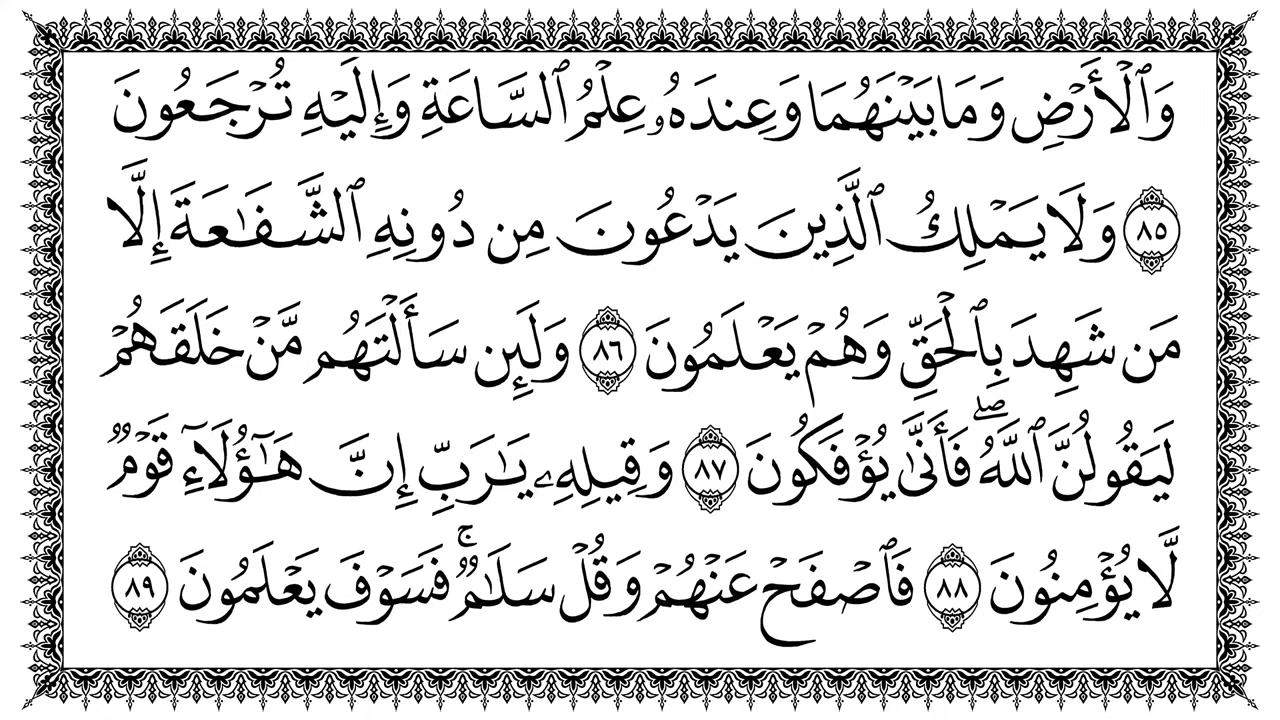 وَٱلۡأَرۡضِ وَمَا بَيۡنَهُمَا وَعِندَهُۥ عِلۡمُ ٱلسَّاعَةِ وَإِلَيۡهِ تُرۡجَعُونَ
٨٥ وَلَا يَمۡلِكُ ٱلَّذِينَ يَدۡعُونَ مِن دُونِهِ ٱلشَّفَٰعَةَ إِلَّا
مَن شَهِدَ بِٱلۡحَقِّ وَهُمۡ يَعۡلَمُونَ ٨٦ وَلَئِن سَأَلۡتَهُم مَّنۡ خَلَقَهُمۡ
لَيَقُولُنَّ ٱللَّهُۖ فَأَنَّىٰ يُؤۡفَكُونَ ٨٧ وَقِيلِهِۦ يَٰرَبِّ إِنَّ هَٰٓؤُلَآءِ قَوۡمٞ
لَّا يُؤۡمِنُونَ ٨٨ فَٱصۡفَحۡ عَنۡهُمۡ وَقُلۡ سَلَٰمٞۚ فَسَوۡفَ يَعۡلَمُونَ ٨٩